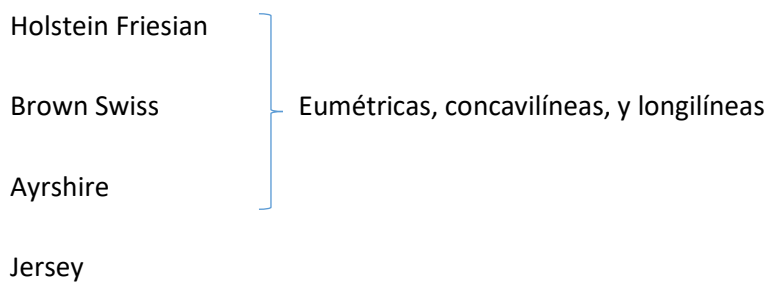 Holstein Friesian
Brown Swiss
Eumétricas, concavilíneas, y longilíneas
Ayrshire
Jersey